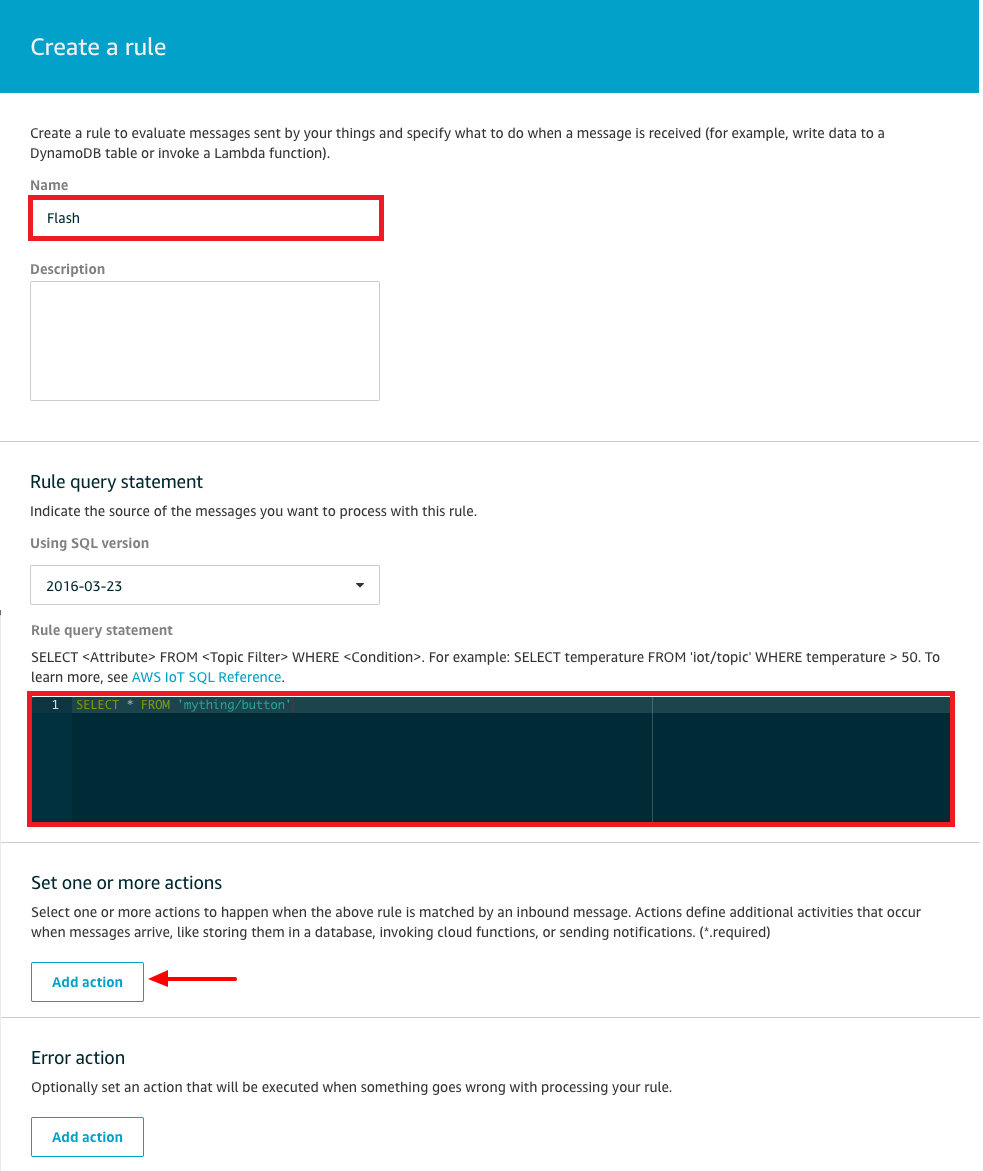 Create a rule
Create a rule to evaluate messages sent by your things and specify what to do when a message is received (for example, write data to a
DynamoDB table or invoke a Lambda function).
Name
Flash
Description
Rule query statement
Indicate the source of the messages you want to process with this rule.
Using SQL version
2016-03-23
Rule query statement
SELECT <Attribute> FROM <Topic Filter> WHERE <Condition>. For example: SELECT temperature FROM 'iot/topic' WHERE temperature > 50. To
learn more, see AWS IoT SQL Reference.
1 SELECT * FROM 'mything/button'
Set one or more actions
Select one or more actions to happen when the above rule is matched by an inbound message. Actions define additional activities that occur
when messages arrive, like storing them in a database, invoking cloud functions, or sending notifications. (*.required)
Add action
Error action
Optionally set an action that will be executed when something goes wrong with processing your rule.
Add action